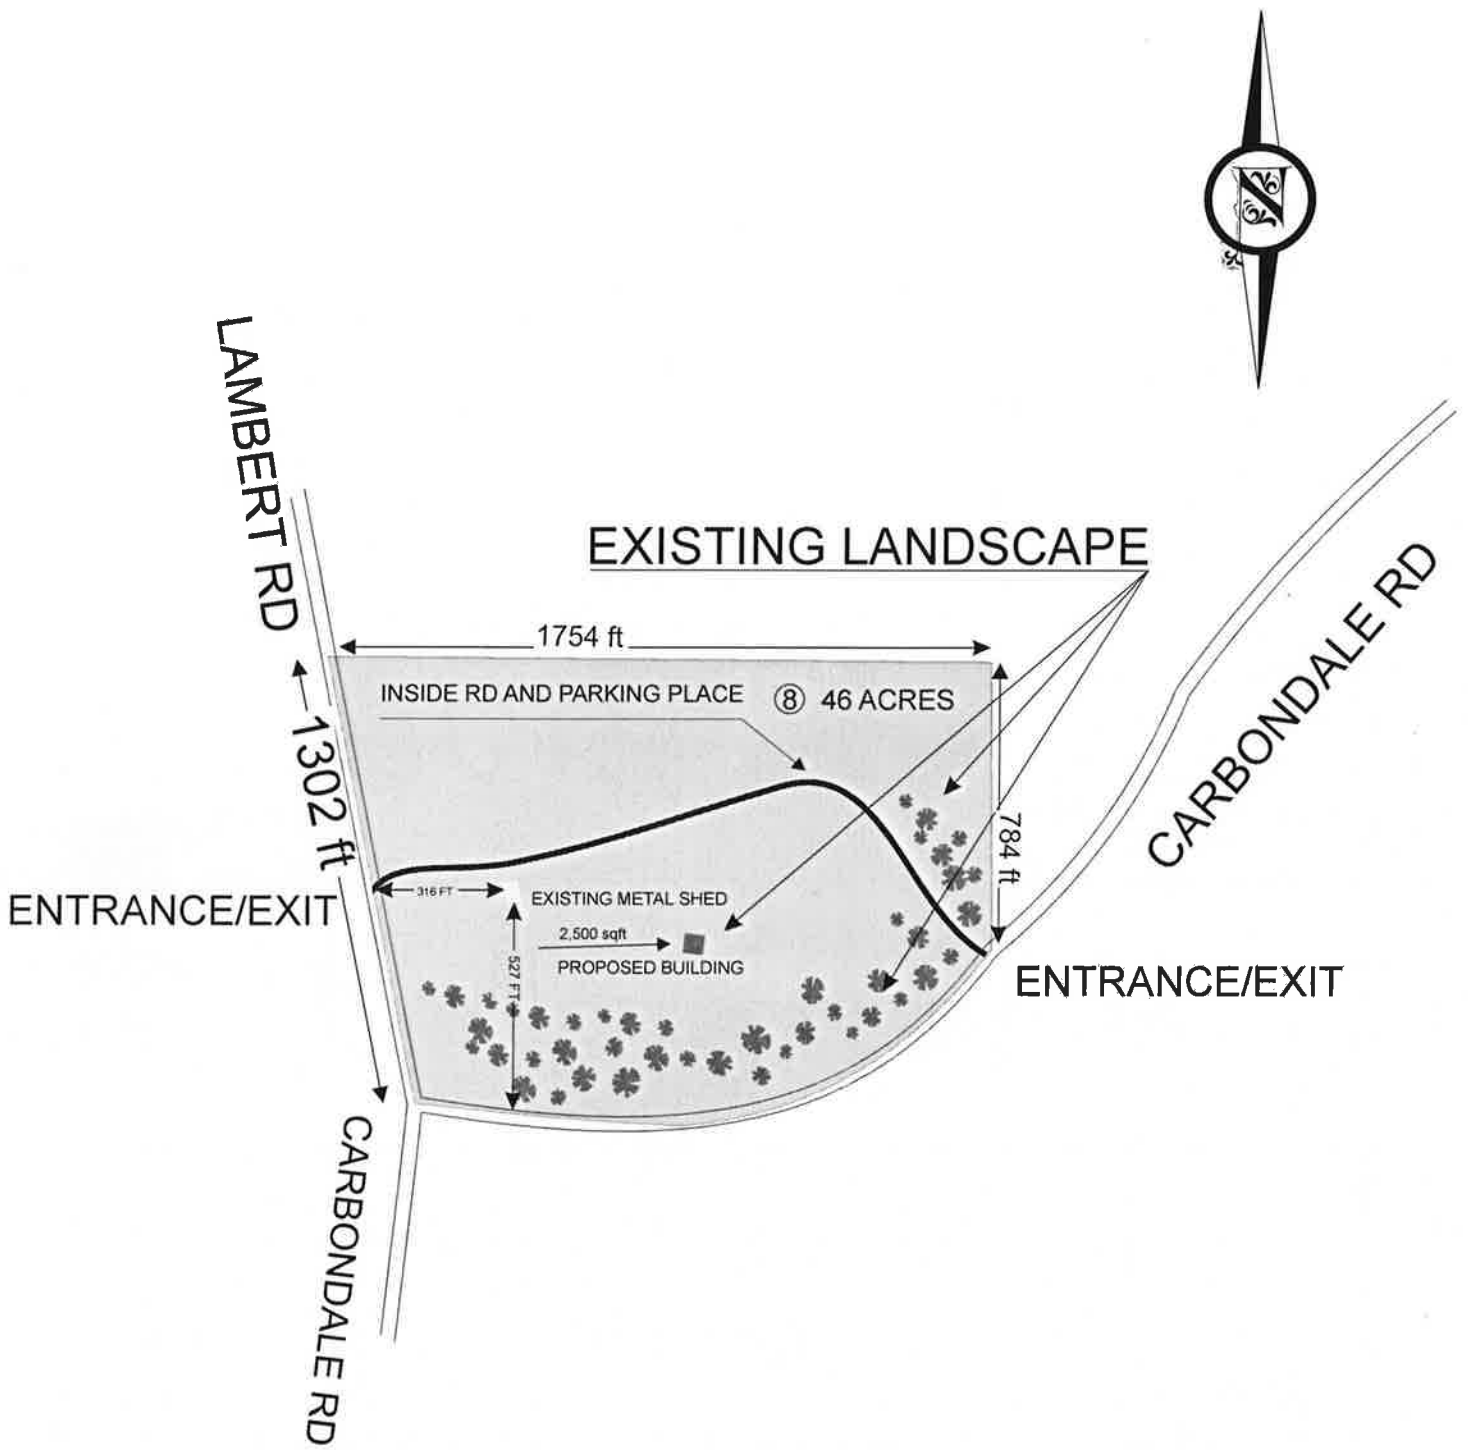 N
LAMBERT RD
EXISTING LANDSCAPE
CARBONDALE RD
1754 ft
INSIDE RD AND PARKING PLACE
⑧ 46 ACRES
1302 ft
784 ft
ENTRANCE/EXIT
316 FT
EXISTING METAL SHED
2,500 sqft
PROPOSED BUILDING
527 FT
ENTRANCE/EXIT
CARBONDALE RD